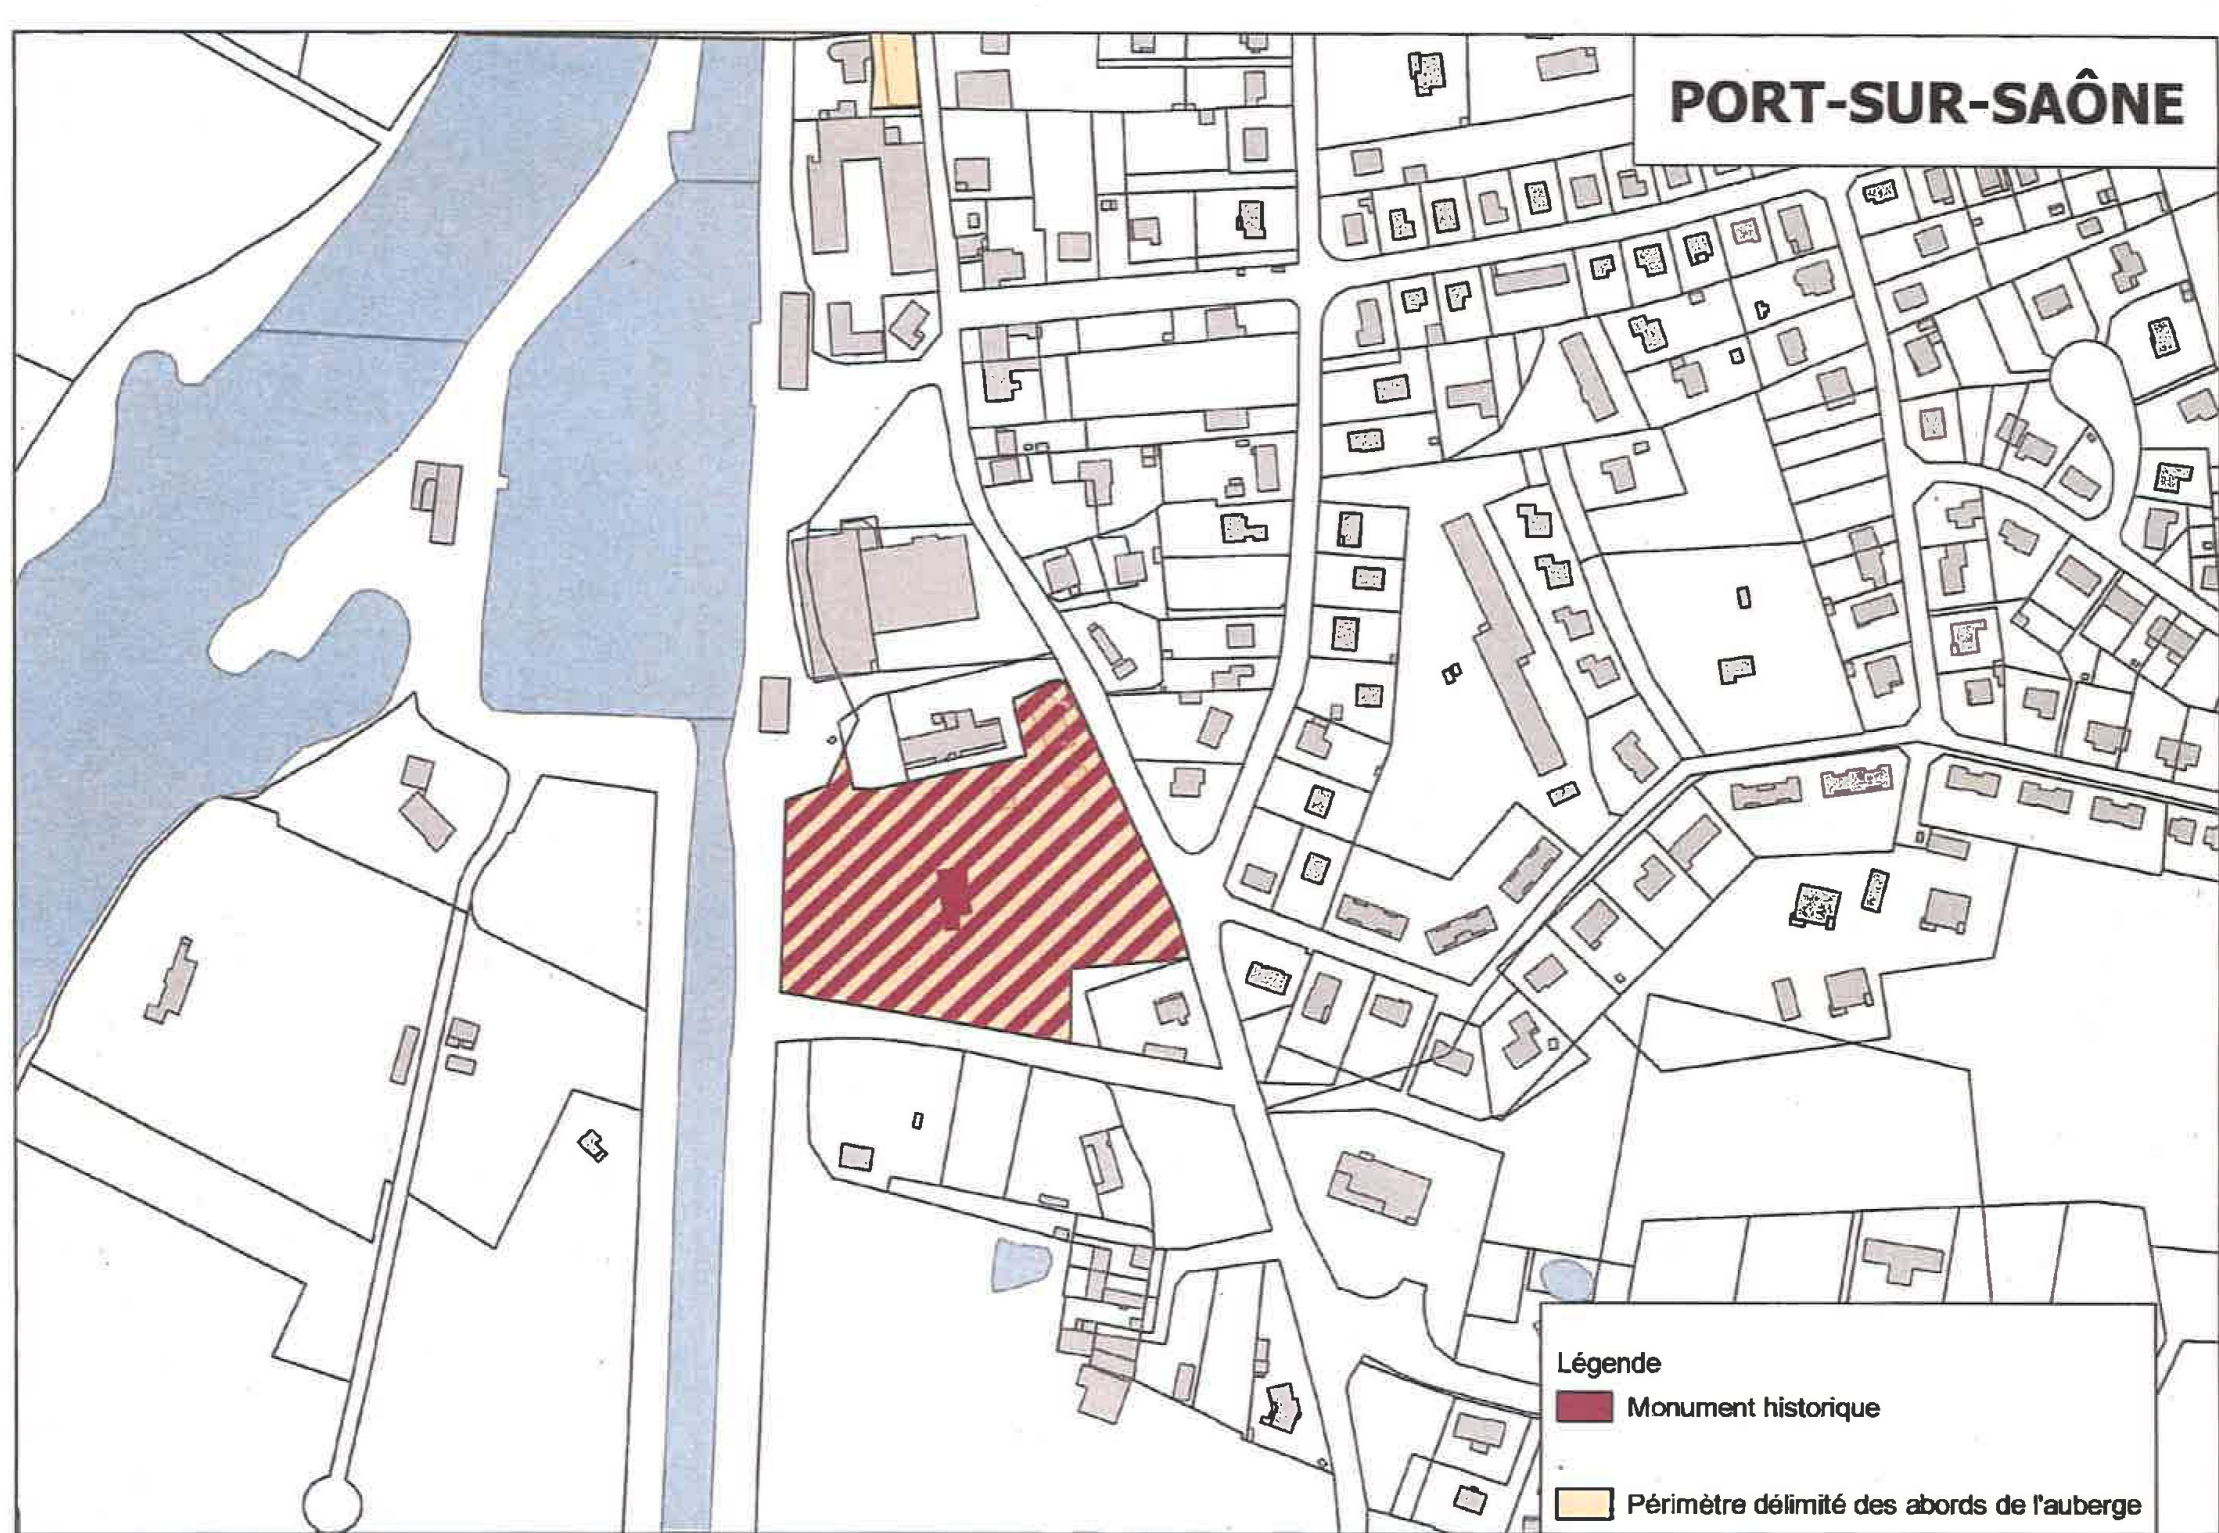 PORT-SUR-SAÔNE
Légende
Monument historique
Périmètre délimité des abords de l'auberge